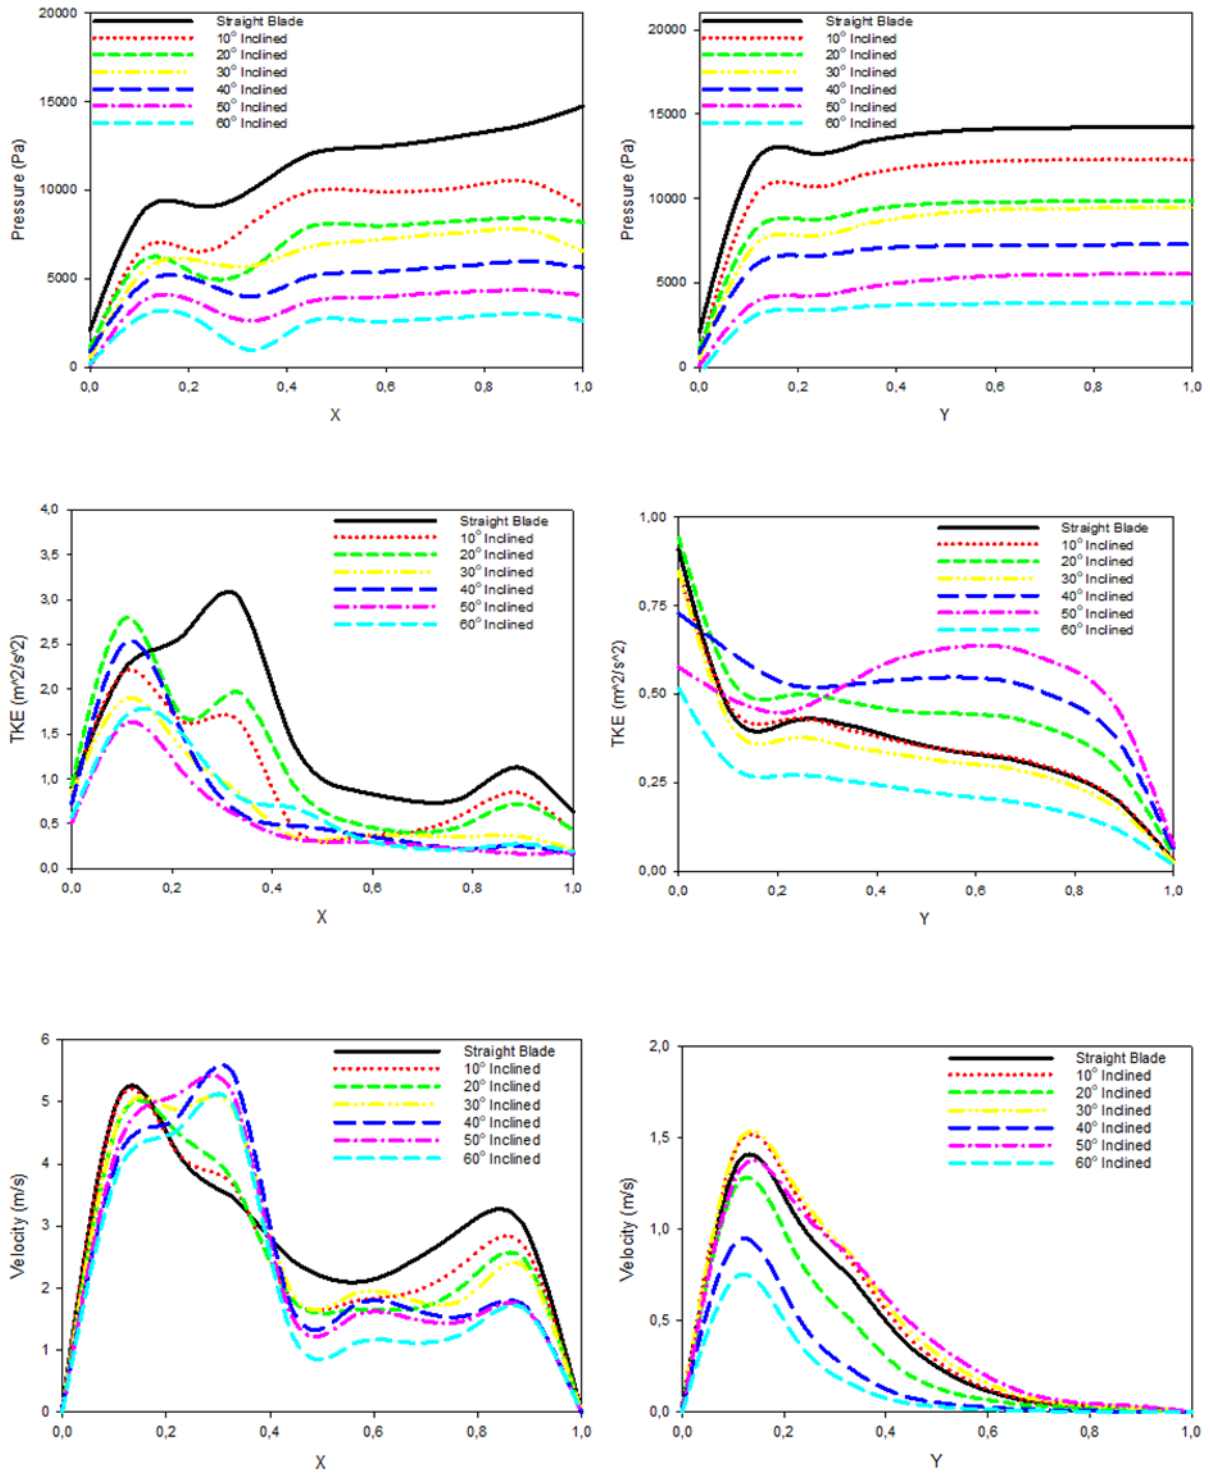 20000
15000
10000
5000
0
Pressure (Pa)
Straight Blade
10° Inclined
20° Inclined
30° Inclined
40° Inclined
50° Inclined
60° Inclined
0,0 0,2 0,4 0,6 0,8 1,0
X
20000
15000
10000
5000
0
Pressure (Pa)
Straight Blade
10° Inclined
20° Inclined
30° Inclined
40° Inclined
50° Inclined
60° Inclined
0,0 0,2 0,4 0,6 0,8 1,0
Y
4,0
3,5
3,0
2,5
2,0
1,5
1,0
0,5
0,0
TKE (m^2/s^2)
Straight Blade
10° Inclined
20° Inclined
30° Inclined
40° Inclined
50° Inclined
60° Inclined
0,0 0,2 0,4 0,6 0,8 1,0
X
1,00
0,75
0,50
0,25
0,00
TKE (m^2/s^2)
Straight Blade
10° Inclined
20° Inclined
30° Inclined
40° Inclined
50° Inclined
60° Inclined
0,0 0,2 0,4 0,6 0,8 1,0
Y
6
5
4
3
2
1
0
Velocity (m/s)
Straight Blade
10° Inclined
20° Inclined
30° Inclined
40° Inclined
50° Inclined
60° Inclined
0,0 0,2 0,4 0,6 0,8 1,0
X
2,0
1,5
1,0
0,5
0,0
Velocity (m/s)
Straight Blade
10° Inclined
20° Inclined
30° Inclined
40° Inclined
50° Inclined
60° Inclined
0,0 0,2 0,4 0,6 0,8 1,0
Y